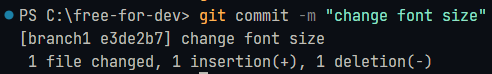 PS C:\free-for-dev> git commit -m "change font size"
[branch1 e3de2b7] change font size
 1 file changed, 1 insertion(+), 1 deletion(-)